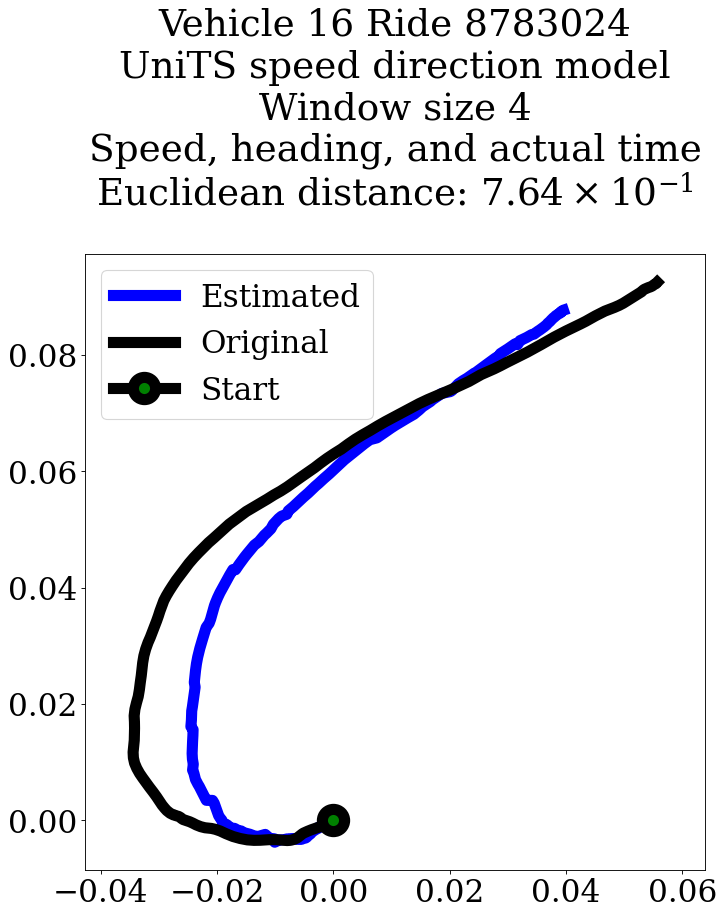 Vehicle 16 Ride 8783024
UniTS speed direction model
Window size 4
Speed, heading, and actual time
Euclidean distance: 7.64 × 10⁻¹
Estimated
Original
Start
0.08
0.06
0.04
0.02
0.00
−0.04 −0.02 0.00 0.02 0.04 0.06